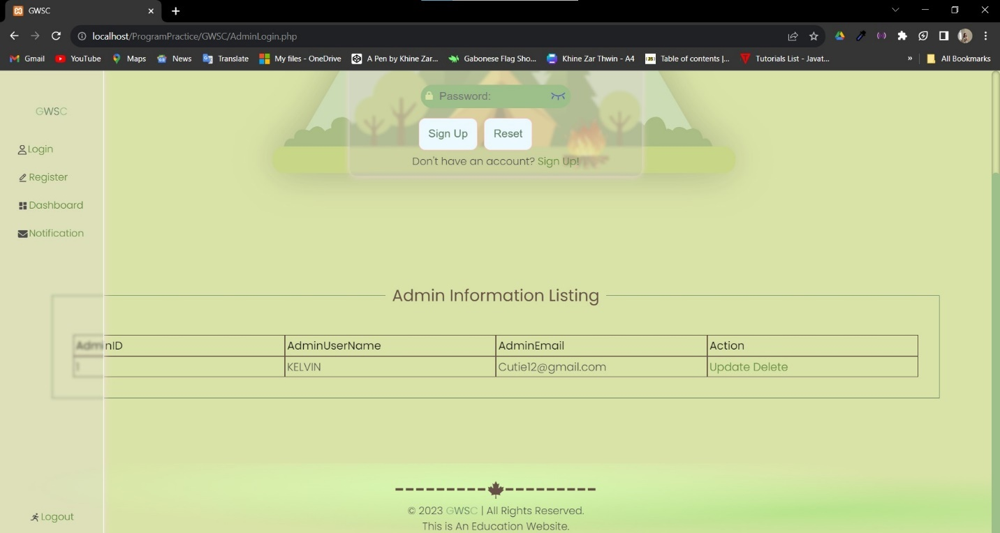 GWSC
localhost/ProgramPractice/GWSC/AdminLogin.php
Gmail YouTube Maps News Translate My files - OneDrive A Pen by Khine Zar... Gabonese Flag Sho... Khine Zar Thwin - A4 Table of contents |... Tutorials List - Javat... » All Bookmarks
GWSC
Login
Register
Dashboard
Notification
Logout
Password:
Sign Up Reset
Don't have an account? Sign Up!
Admin Information Listing
AdminID AdminUserName AdminEmail Action
1 KELVIN Cutie12@gmail.com Update Delete
© 2023 GWSC | All Rights Reserved.
This is An Education Website.